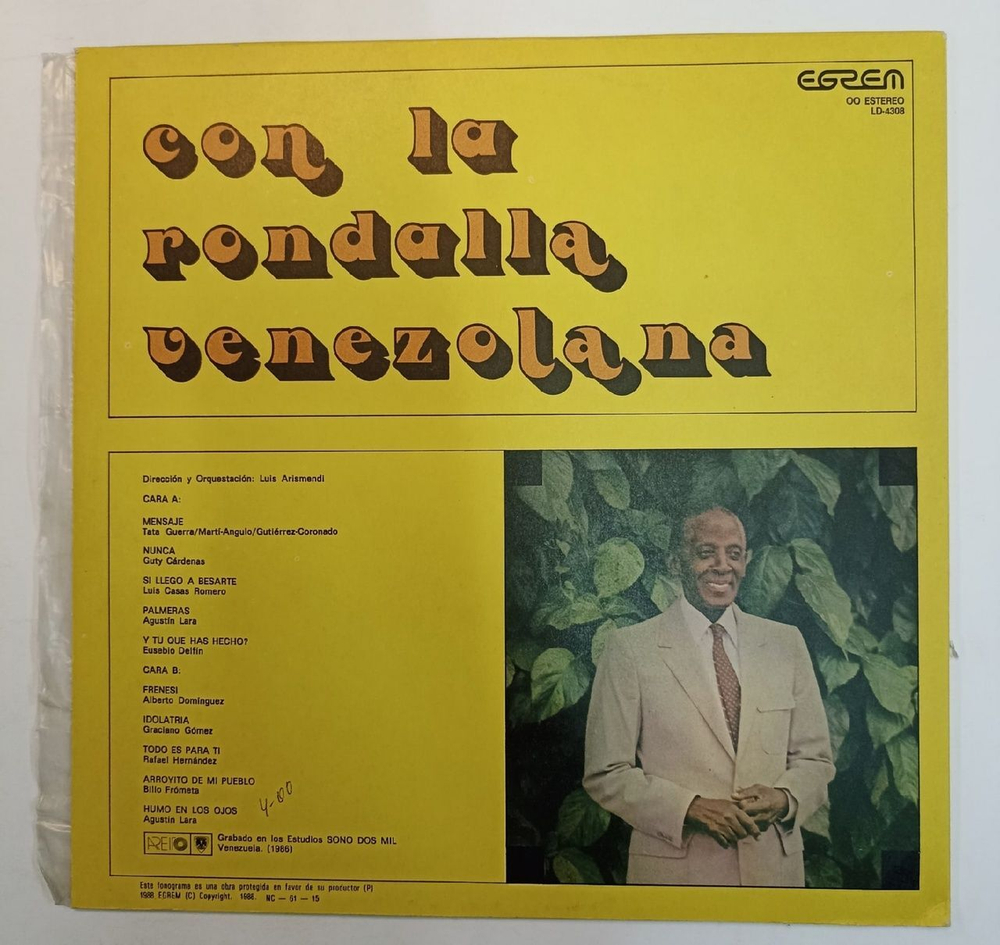 EGREM
OO ESTEREO
LD-4308
con la
rondalla
venezolana
Dirección y Orquestación: Luis Arismendi
CARA A:
MENSAJE
Tata Guerra/Martí-Angulo/Gutiérrez-Coronado
NUNCA
Guty Cárdenas
SI LLEGO A BESARTE
Luis Casas Romero
PALMERAS
Agustín Lara
Y TU QUE HAS HECHO?
Eusebio Delfín
CARA B:
FRENESI
Alberto Domínguez
IDOLATRIA
Graciano Gómez
TODO ES PARA TI
Rafael Hernández
ARROYITO DE MI PUEBLO
Billo Frómeta
HUMO EN LOS OJOS
Agustín Lara
4-00
AREITO
Grabado en los Estudios SONO DOS MIL
Venezuela. (1986)
Este fonograma es una obra protegida en favor de su productor (P)
1988 EGREM (C) Copyright. 1988. NC — 51 — 15